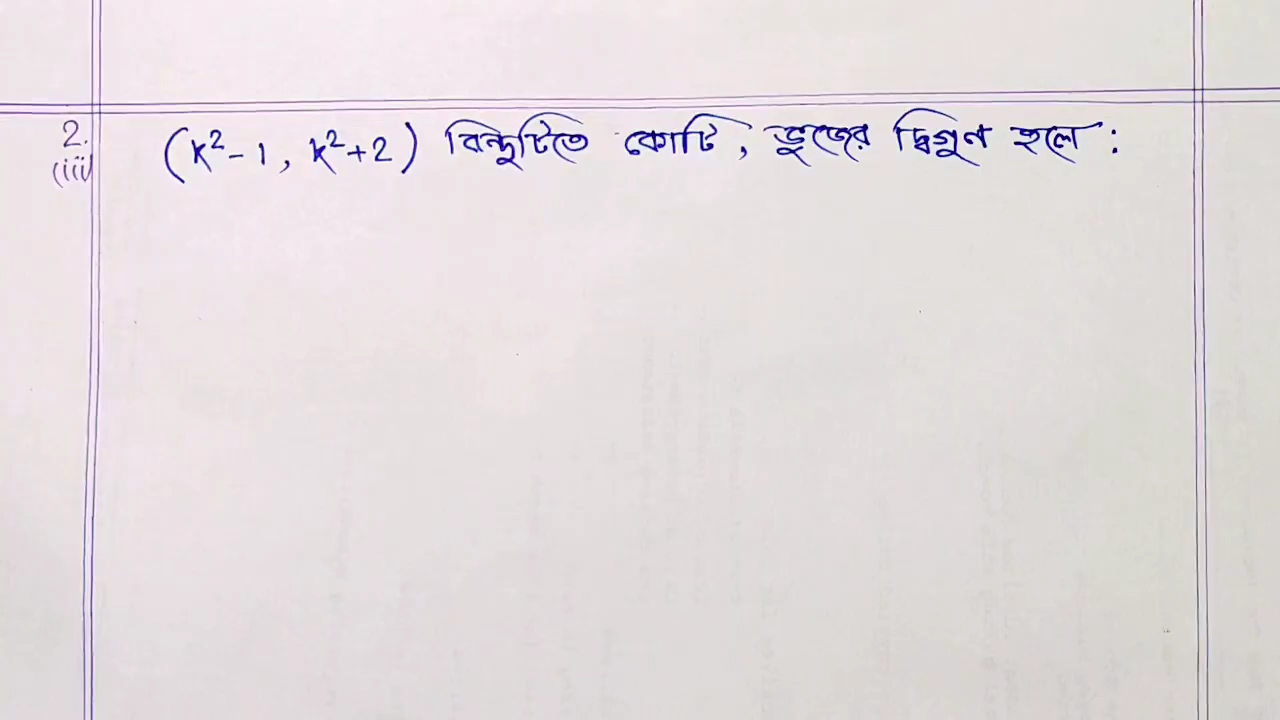 2.
(iii) (k²-1, k²+2) বিন্দুটিতে কোটি, ভুজের দ্বিগুন হলে: